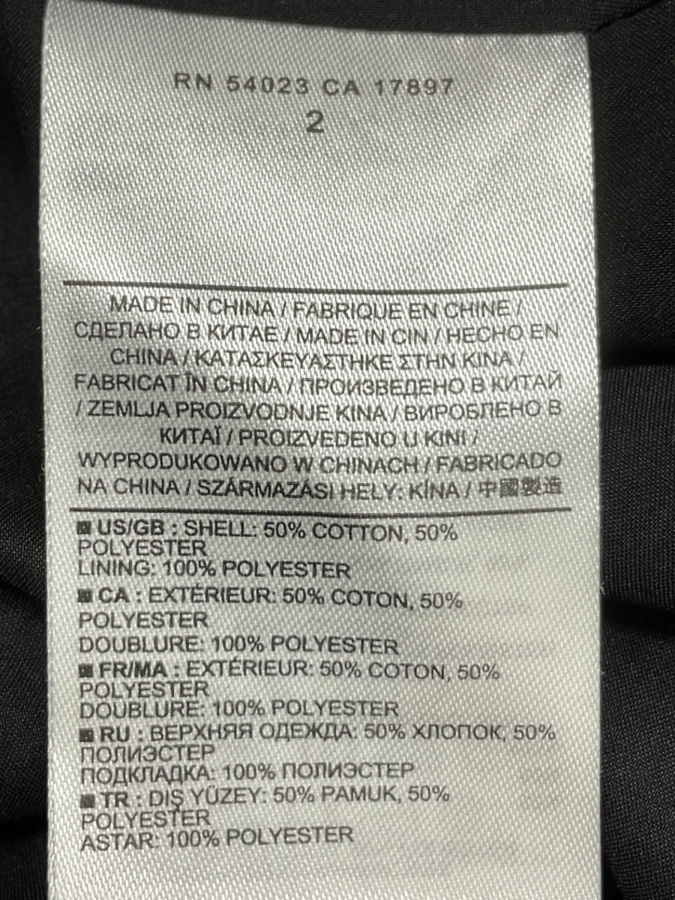 RN 54023 CA 17897
2
MADE IN CHINA / FABRIQUE EN CHINE /
СДЕЛАНО В КИТАЕ / MADE IN CIN / HECHO EN
CHINA / ΚΑΤΑΣΚΕΥΑΣΤΗΚΕ ΣΤΗΝ ΚΙΝΑ /
FABRICAT ÎN CHINA / ПРОИЗВЕДЕНО В КИТАЙ
/ ZEMLJA PROIZVODNJE KINA / ВИРОБЛЕНО В
КИТАЇ / PROIZVEDENO U KINI /
WYPRODUKOWANO W CHINACH / FABRICADO
NA CHINA / SZÁRMAZÁSI HELY: KÍNA / 中國製造
US/GB : SHELL: 50% COTTON, 50%
POLYESTER
LINING: 100% POLYESTER
CA : EXTÉRIEUR: 50% COTON, 50%
POLYESTER
DOUBLURE: 100% POLYESTER
FR/MA : EXTÉRIEUR: 50% COTON, 50%
POLYESTER
DOUBLURE: 100% POLYESTER
RU : ВЕРХНЯЯ ОДЕЖДА: 50% ХЛОПОК, 50%
ПОЛИЭСТЕР
ПОДКЛАДКА: 100% ПОЛИЭСТЕР
TR : DIŞ YÜZEY: 50% PAMUK, 50%
POLYESTER
ASTAR: 100% POLYESTER